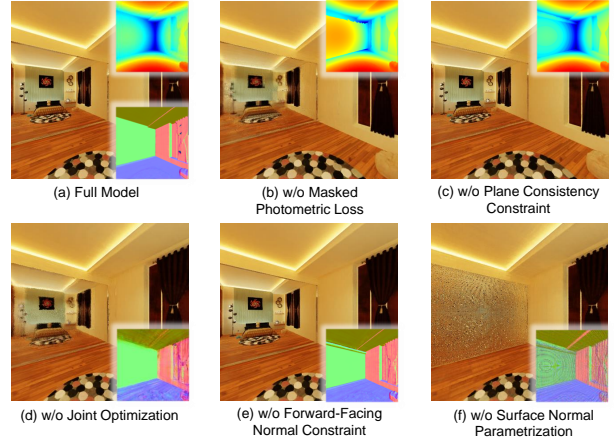 (a) Full Model
(b) w/o Masked
Photometric Loss
(c) w/o Plane Consistency
Constraint
(d) w/o Joint Optimization
(e) w/o Forward-Facing
Normal Constraint
(f) w/o Surface Normal
Parametrization